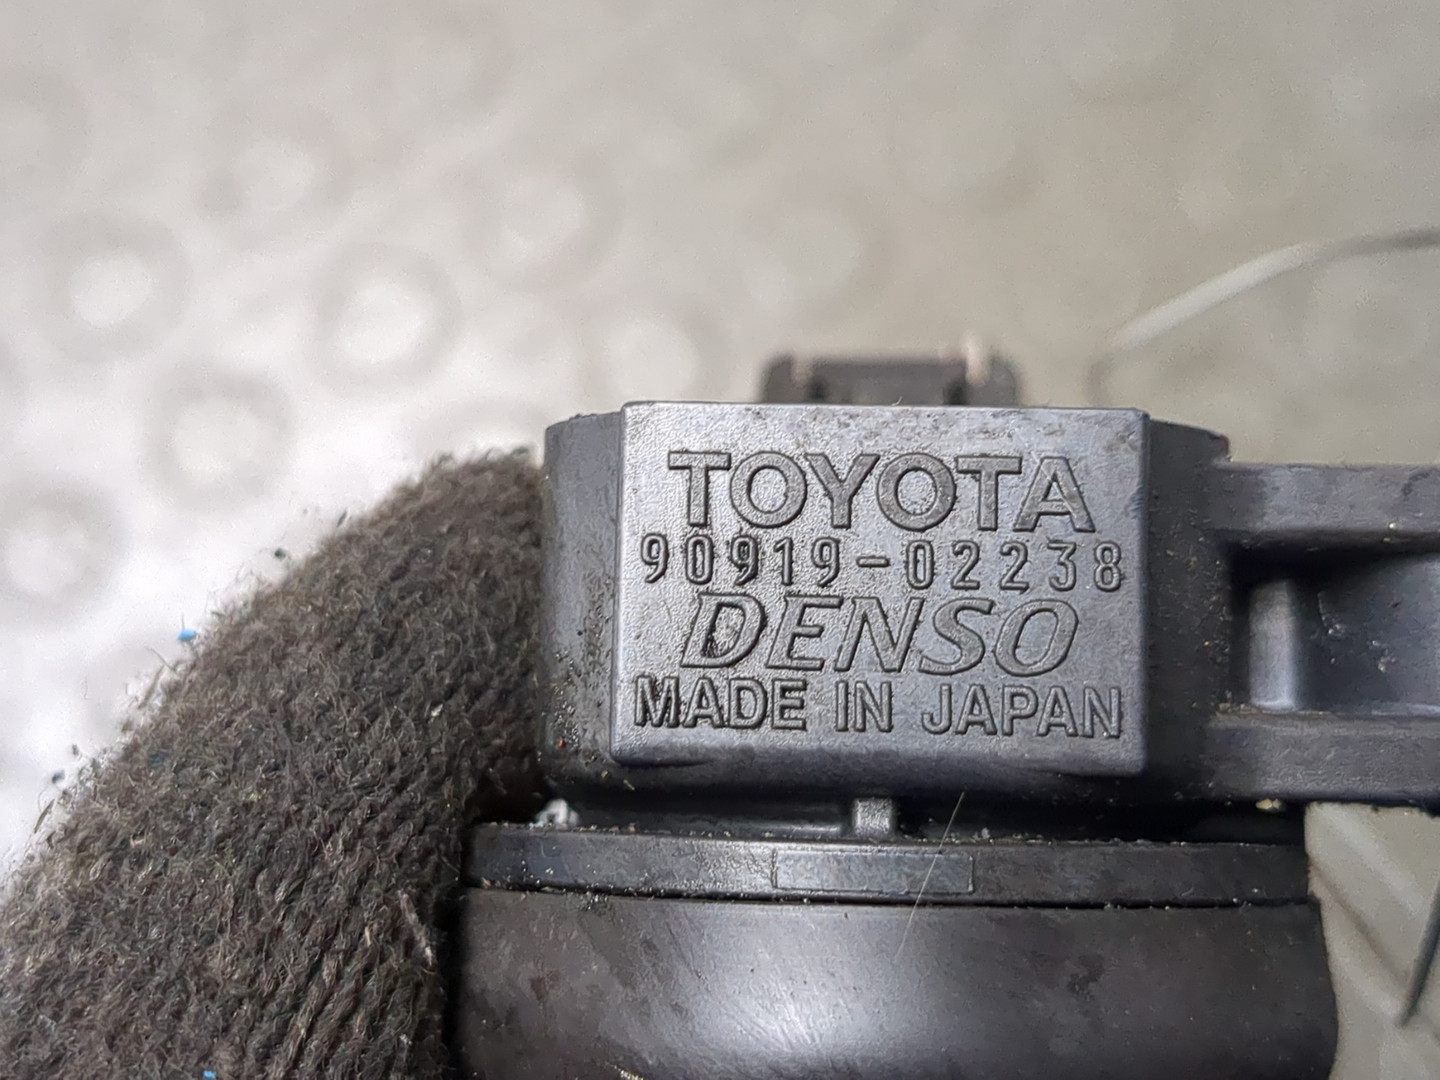 TOYOTA
90919-02238
DENSO
MADE IN JAPAN